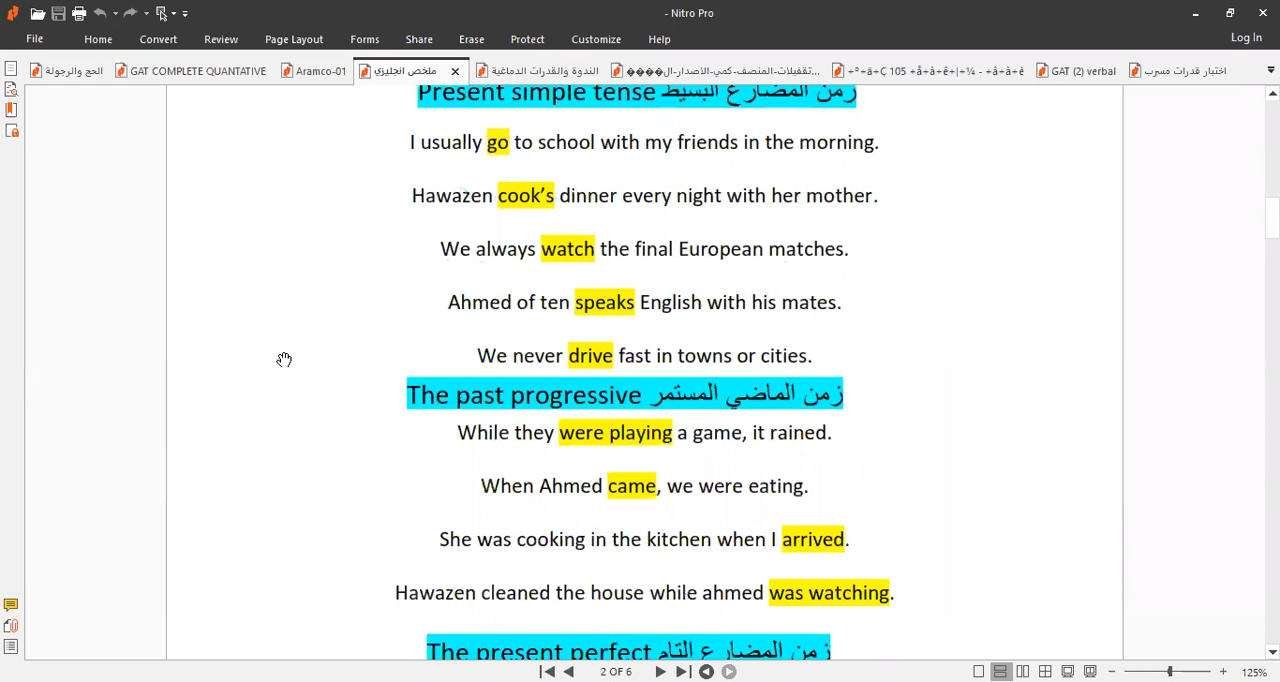 - Nitro Pro
File Home Convert Review Page Layout Forms Share Erase Protect Customize Help Log In
الحج والرجولة GAT COMPLETE QUANTATIVE Aramco-01 ملخص انجليزي الندوة والقدرات الدماغية تقفيلات-المنصف-كمي-الاصدار-ال����... GAT (2) verbal اختبار قدرات مسرب
Present simple tense زمن المضارع البسيط
I usually go to school with my friends in the morning.
Hawazen cook’s dinner every night with her mother.
We always watch the final European matches.
Ahmed of ten speaks English with his mates.
We never drive fast in towns or cities.
The past progressive زمن الماضي المستمر
While they were playing a game, it rained.
When Ahmed came, we were eating.
She was cooking in the kitchen when I arrived.
Hawazen cleaned the house while ahmed was watching.
The present perfect زمن المضارع التام
2 OF 6
125%